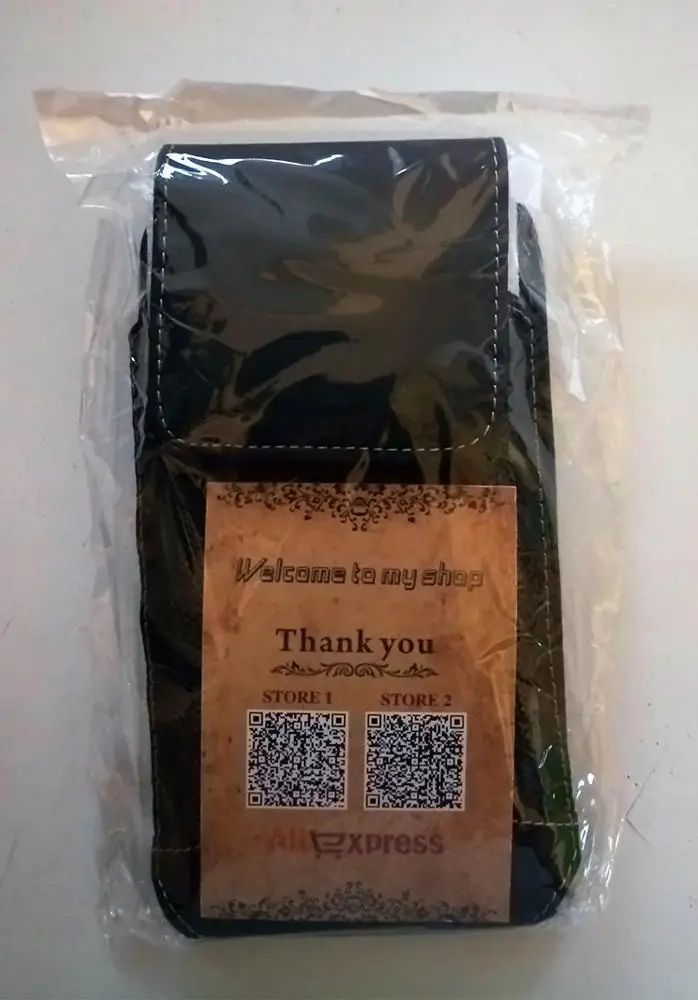 Welcome to my shop
Thank you
STORE 1 STORE 2
AliExpress